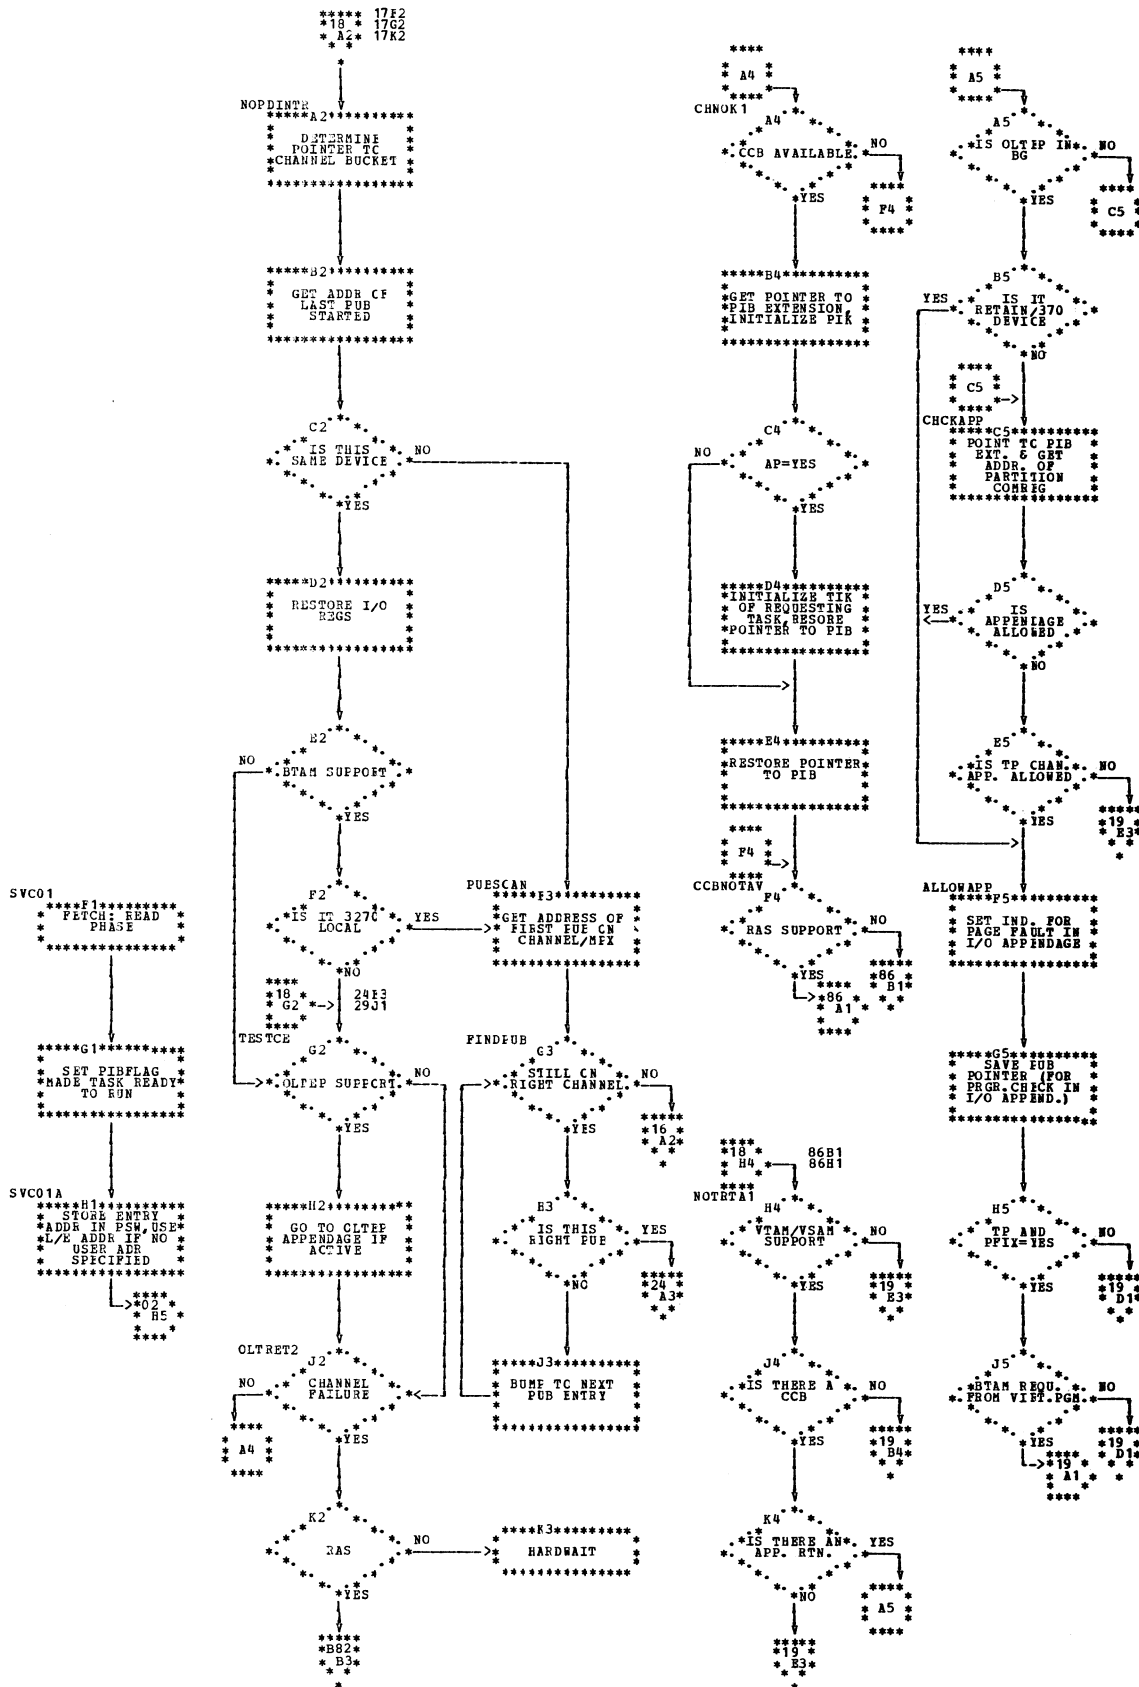 18 A2
17F2
17G2
17K2
NOPDINTR
A2
DETERMINE
POINTER TO
CHANNEL BUCKET
B2
GET ADDR OF
LAST PUB
STARTED
C2
IS THIS
SAME DEVICE
NO
YES
D2
RESTORE I/O
REGS
E2
BTAM SUPPORT
NO
YES
F2
IS IT 3270
LOCAL
YES
NO
18 G2
24E3
29J1
TESTCE
G2
OLTEP SUPPORT
NO
YES
H2
GO TO OLTEP
APPENDAGE IF
ACTIVE
OLTRET2
J2
CHANNEL
FAILURE
NO
A4
YES
K2
RAS
NO
YES
B82
B3
SVC01
F1
FETCH: READ
PHASE
G1
SET PIBFLAG
MADE TASK READY
TO RUN
SVC01A
H1
STORE ENTRY
ADDR IN PSW,USE
L/E ADDR IF NO
USER ADR
SPECIFIED
02
H5
PUBSCAN
F3
GET ADDRESS OF
FIRST PUB ON
CHANNEL/MPX
FINDPUB
G3
STILL ON
RIGHT CHANNEL
NO
16
A2
YES
H3
IS THIS
RIGHT PUB
YES
24
A3
NO
J3
BUMP TO NEXT
PUB ENTRY
K3
HARDWAIT
A4
CHNOK1
A4
CCB AVAILABLE
NO
F4
YES
B4
GET POINTER TO
PIB EXTENSION,
INITIALIZE PIK
C4
AP=YES
NO
YES
D4
INITIALIZE TIK
OF REQUESTING
TASK,RESORE
POINTER TO PIB
E4
RESTORE POINTER
TO PIB
F4
CCBNOTAV
F4
RAS SUPPORT
NO
86
B1
YES
86
A1
18
H4
86B1
86H1
NOTRTA1
H4
VTAM/VSAM
SUPPORT
NO
19
E3
YES
J4
IS THERE A
CCB
NO
19
B4
YES
K4
IS THERE AN
APP. RTN.
YES
A5
NO
19
E3
A5
A5
IS OLTEP IN
BG
NO
C5
YES
B5
IS IT
RETAIN/370
DEVICE
YES
NO
C5
CHCKAPP
C5
POINT TO PIB
EXT. & GET
ADDR. OF
PARTITION
COMREG
D5
IS
APPENDAGE
ALLOWED
YES
NO
E5
IS TP CHAN.
APP. ALLOWED
NO
19
E3
YES
ALLOWAPP
F5
SET IND. FOR
PAGE FAULT IN
I/O APPENDAGE
G5
SAVE PUB
POINTER (FOR
PRGR.CHECK IN
I/O APPEND.)
H5
TP AND
PFIX=YES
NO
19
D1
YES
J5
BTAM REQU.
FROM VIRT.PGM.
NO
19
D1
YES
19
A1